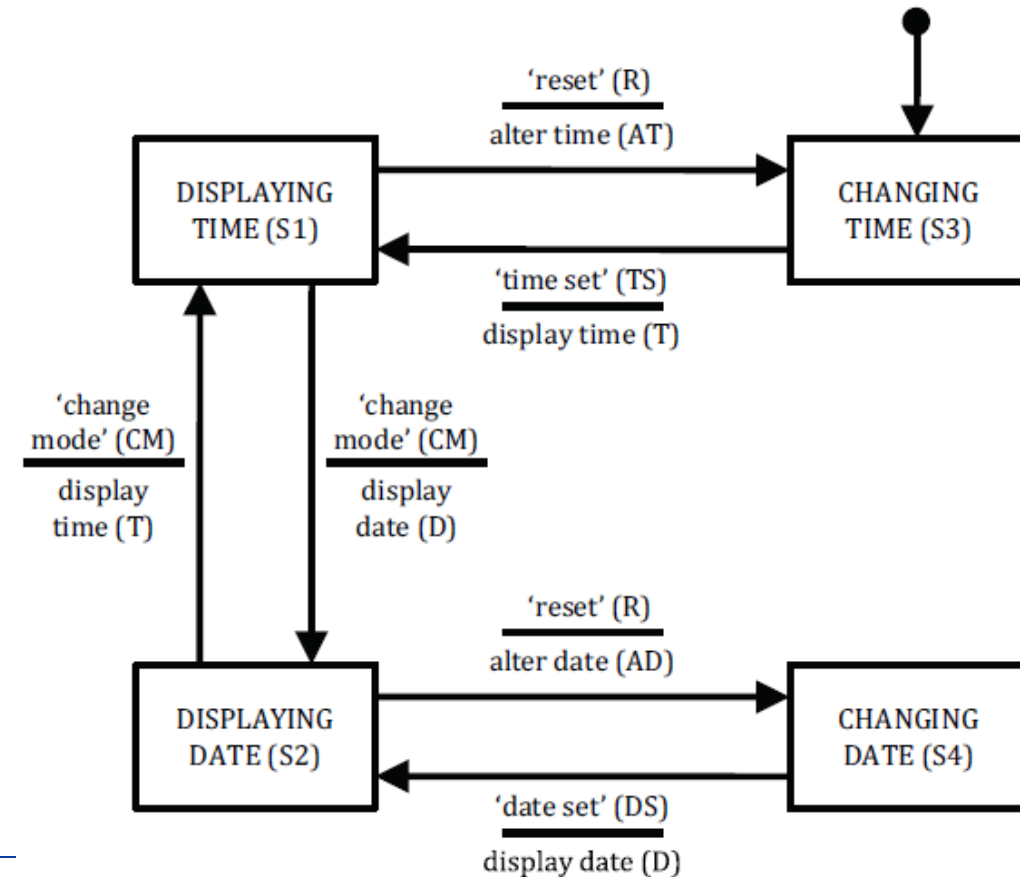 ‘reset’ (R)
alter time (AT)
DISPLAYING
TIME (S1)
CHANGING
TIME (S3)
‘time set’ (TS)
display time (T)
‘change
mode’ (CM)
display
time (T)
‘change
mode’ (CM)
display
date (D)
‘reset’ (R)
alter date (AD)
DISPLAYING
DATE (S2)
CHANGING
DATE (S4)
‘date set’ (DS)
display date (D)